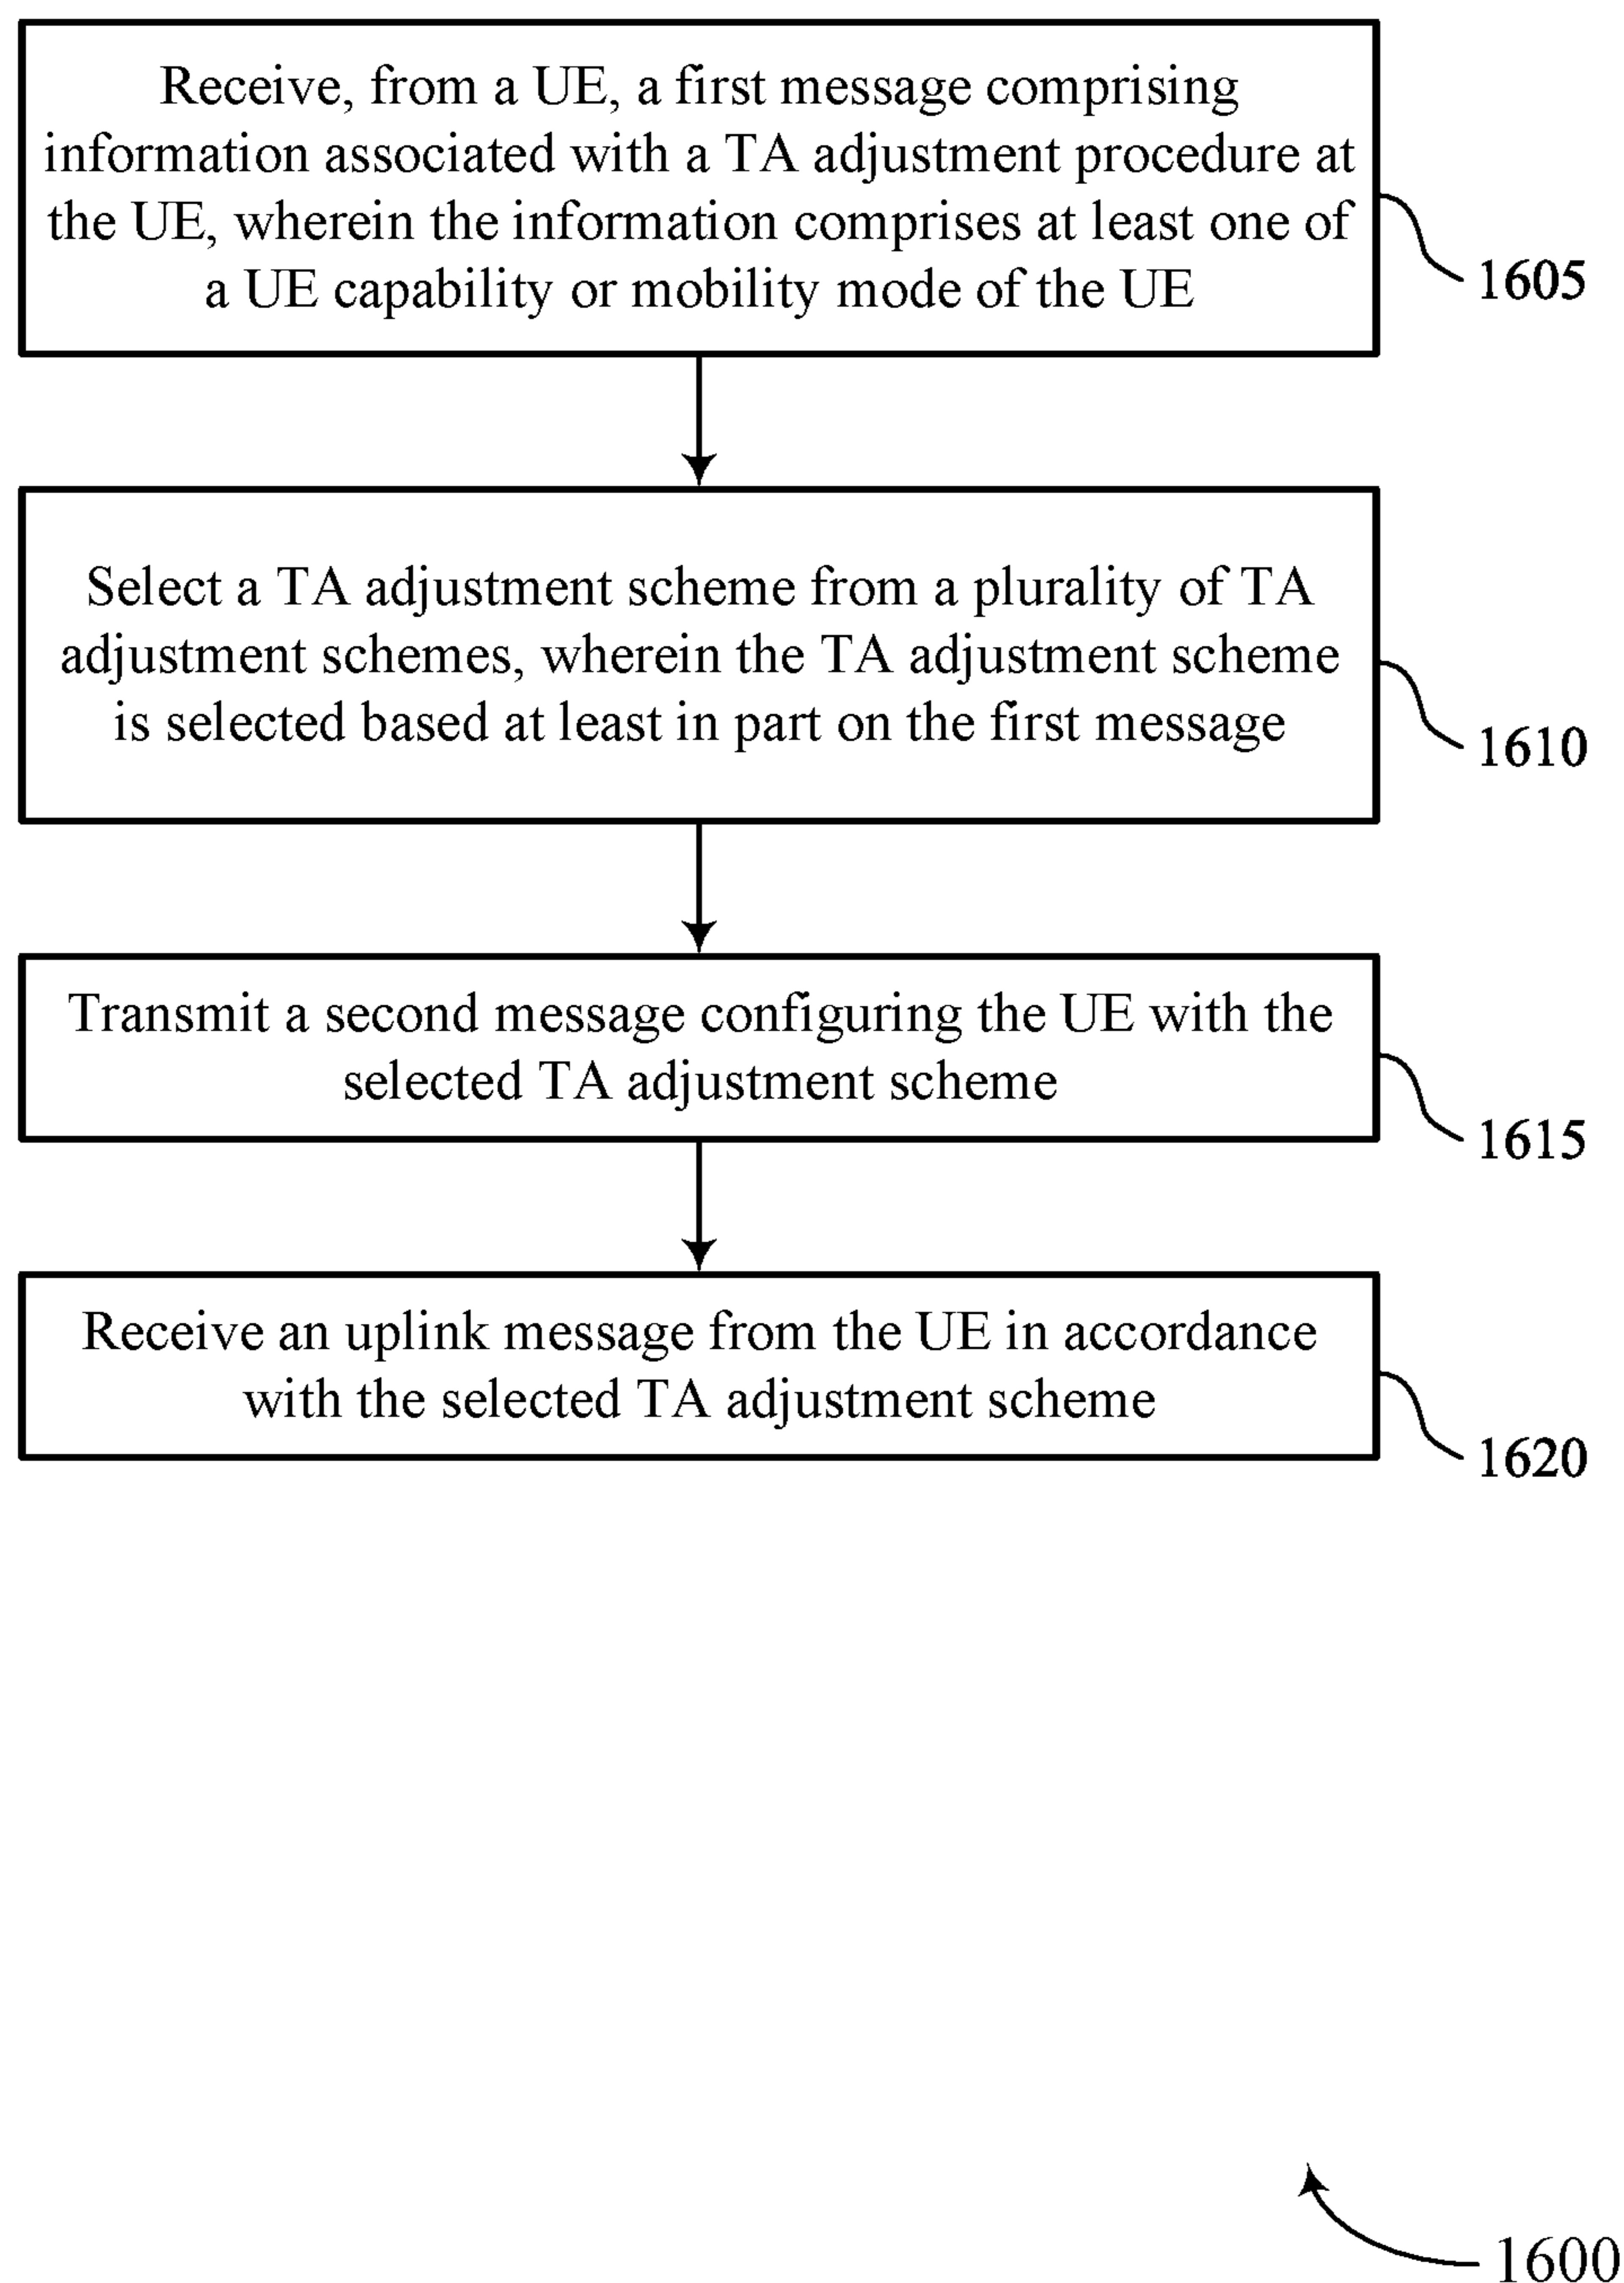 Receive, from a UE, a first message comprising
information associated with a TA adjustment procedure at
the UE, wherein the information comprises at least one of
a UE capability or mobility mode of the UE
1605
Select a TA adjustment scheme from a plurality of TA
adjustment schemes, wherein the TA adjustment scheme
is selected based at least in part on the first message
1610
Transmit a second message configuring the UE with the
selected TA adjustment scheme
1615
Receive an uplink message from the UE in accordance
with the selected TA adjustment scheme
1620
1600